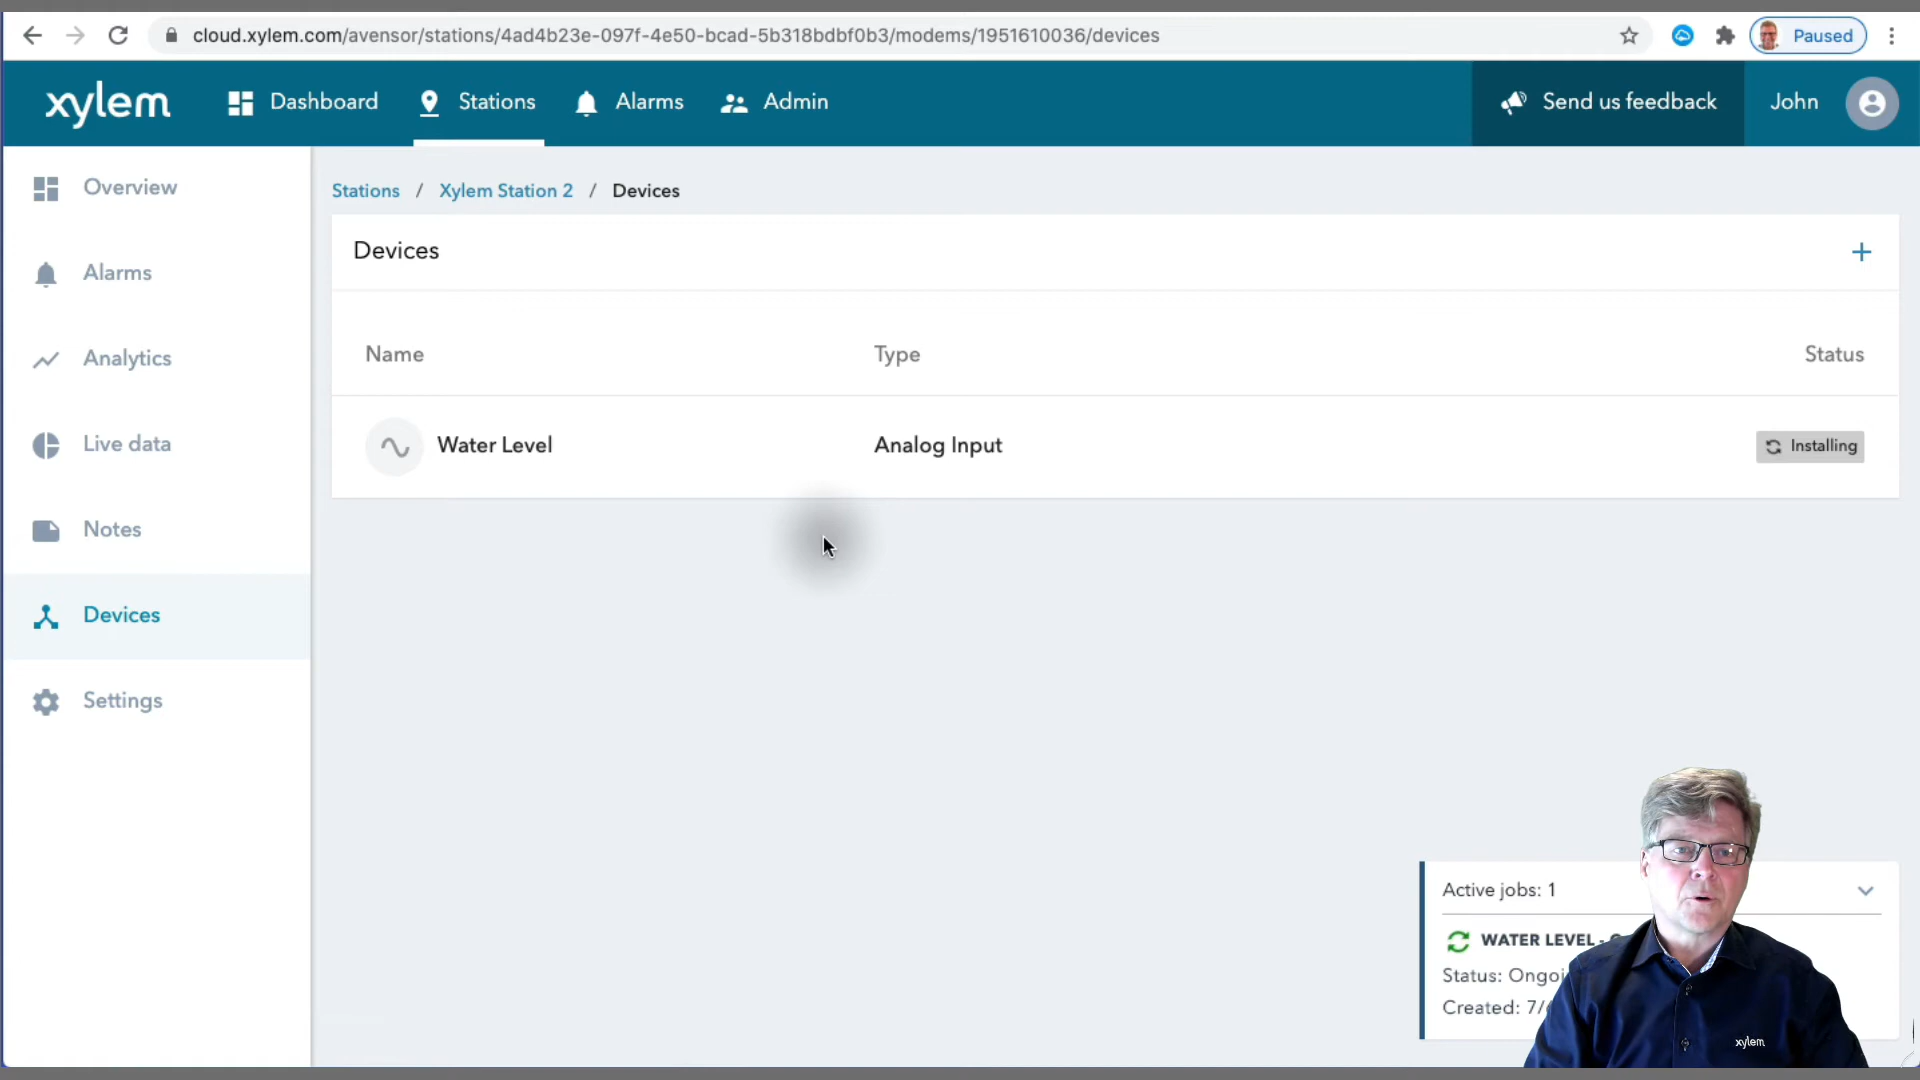 cloud.xylem.com/avensor/stations/4ad4b23e-097f-4e50-bcad-5b318bdbf0b3/modems/1951610036/devices
Paused
xylem
Dashboard
Stations
Alarms
Admin
Send us feedback
John
Overview
Alarms
Analytics
Live data
Notes
Devices
Settings
Stations / Xylem Station 2 / Devices
Devices
Name Type Status
Water Level Analog Input Installing
Active jobs: 1
WATER LEVEL -
Status:
Created:
xylem